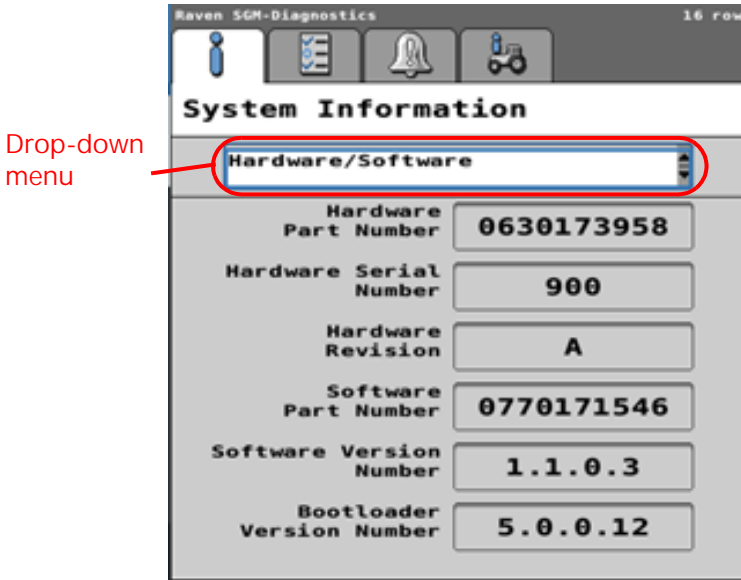 Raven SGM-Diagnostics 16 row
System Information
Drop-down
menu
Hardware/Software
Hardware
Part Number 0630173958
Hardware Serial
Number 900
Hardware
Revision A
Software
Part Number 0770171546
Software Version
Number 1.1.0.3
Bootloader
Version Number 5.0.0.12